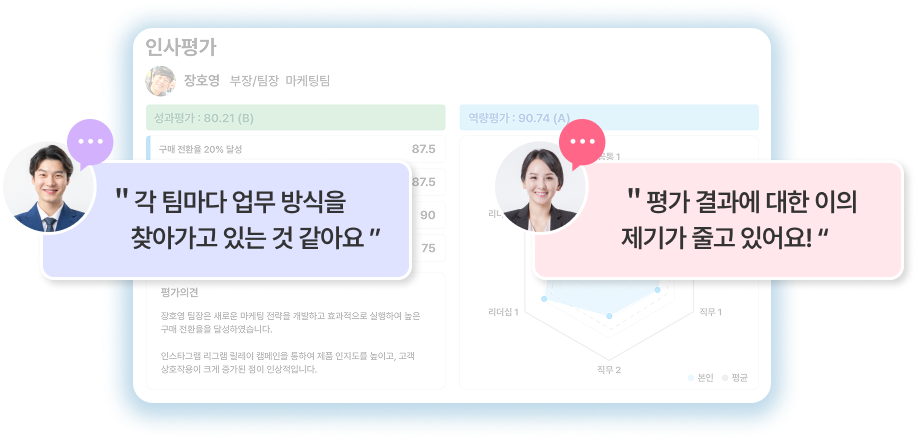 인사평가
장호영 부장/팀장 마케팅팀
성과평가 : 80.21 (B)
구매 전환율 20% 달성 87.5
87.5
90
75
" 각 팀마다 업무 방식을
찾아가고 있는 것 같아요 ”
평가의견
장호영 팀장은 새로운 마케팅 전략을 개발하고 효과적으로 실행하여 높은
구매 전환율을 달성하였습니다.
인스타그램 리그램 릴레이 캠페인을 통하여 제품 인지도를 높이고, 고객
상호작용이 크게 증가된 점이 인상적입니다.
역량평가 : 90.74 (A)
" 평가 결과에 대한 이의
제기가 줄고 있어요! “
리더십 1
직무 1
직무 2
본인 평균